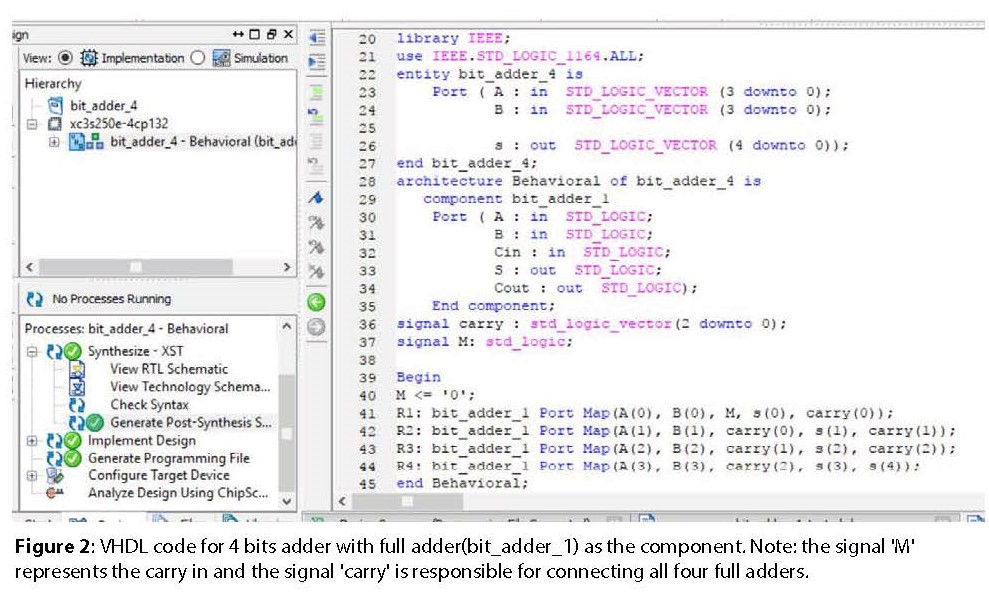 ign
View: Implementation Simulation
Hierarchy
bit_adder_4
xc3s250e-4cp132
bit_adder_4 - Behavioral (bit_ad
No Processes Running
Processes: bit_adder_4 - Behavioral
Synthesize - XST
View RTL Schematic
View Technology Schema...
Check Syntax
Generate Post-Synthesis S...
Implement Design
Generate Programming File
Configure Target Device
Analyze Design Using ChipSc...
20 library IEEE;
21 use IEEE.STD_LOGIC_1164.ALL;
22 entity bit_adder_4 is
23 Port ( A : in STD_LOGIC_VECTOR (3 downto 0);
24 B : in STD_LOGIC_VECTOR (3 downto 0);
25
26 s : out STD_LOGIC_VECTOR (4 downto 0));
27 end bit_adder_4;
28 architecture Behavioral of bit_adder_4 is
29 component bit_adder_1
30 Port ( A : in STD_LOGIC;
31 B : in STD_LOGIC;
32 Cin : in STD_LOGIC;
33 S : out STD_LOGIC;
34 Cout : out STD_LOGIC);
35 End component;
36 signal carry : std_logic_vector(2 downto 0);
37 signal M: std_logic;
38
39 Begin
40 M <= '0';
41 R1: bit_adder_1 Port Map(A(0), B(0), M, s(0), carry(0));
42 R2: bit_adder_1 Port Map(A(1), B(1), carry(0), s(1), carry(1));
43 R3: bit_adder_1 Port Map(A(2), B(2), carry(1), s(2), carry(2));
44 R4: bit_adder_1 Port Map(A(3), B(3), carry(2), s(3), s(4));
45 end Behavioral;
Figure 2: VHDL code for 4 bits adder with full adder(bit_adder_1) as the component. Note: the signal 'M'
represents the carry in and the signal 'carry' is responsible for connecting all four full adders.